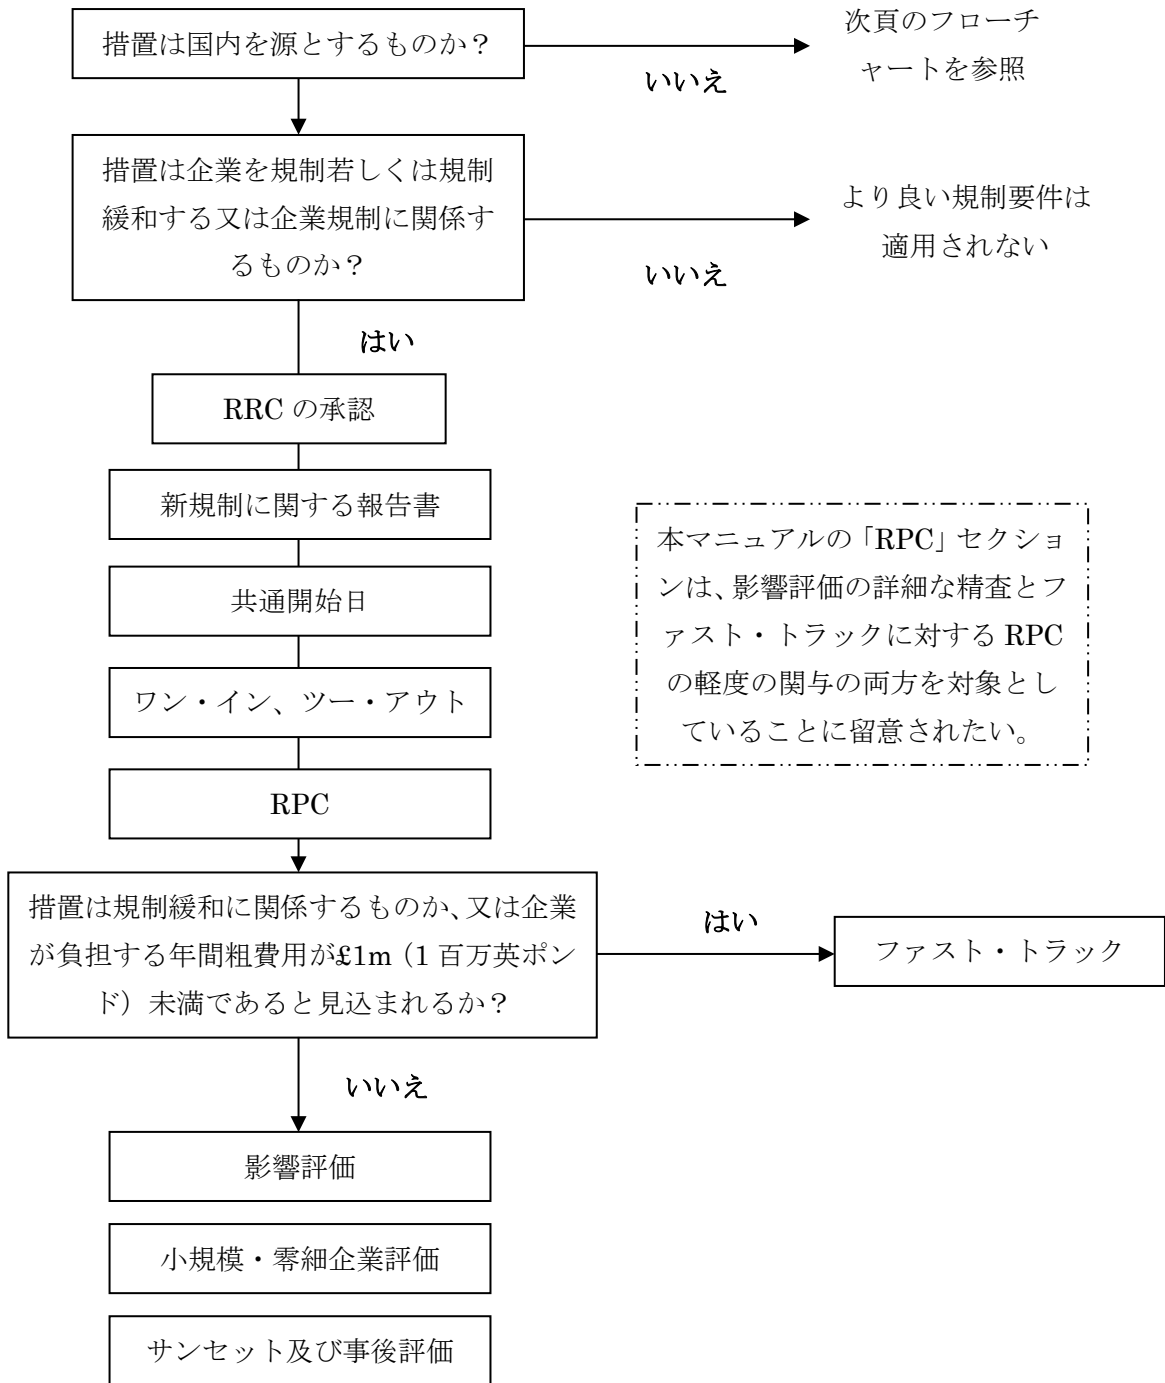 措置は国内を源とするものか？
いいえ
次頁のフローチ
ャートを参照
措置は企業を規制若しくは規制
緩和する又は企業規制に関係す
るものか？
いいえ
より良い規制要件は
適用されない
はい
RRC の承認
新規制に関する報告書
共通開始日
ワン・イン、ツー・アウト
RPC
本マニュアルの「RPC」セクショ
ンは、影響評価の詳細な精査とフ
ァスト・トラックに対する RPC
の軽度の関与の両方を対象とし
ていることに留意されたい。
措置は規制緩和に関係するものか、又は企業
が負担する年間粗費用が£1m（1 百万英ポン
ド）未満であると見込まれるか？
はい
ファスト・トラック
いいえ
影響評価
小規模・零細企業評価
サンセット及び事後評価